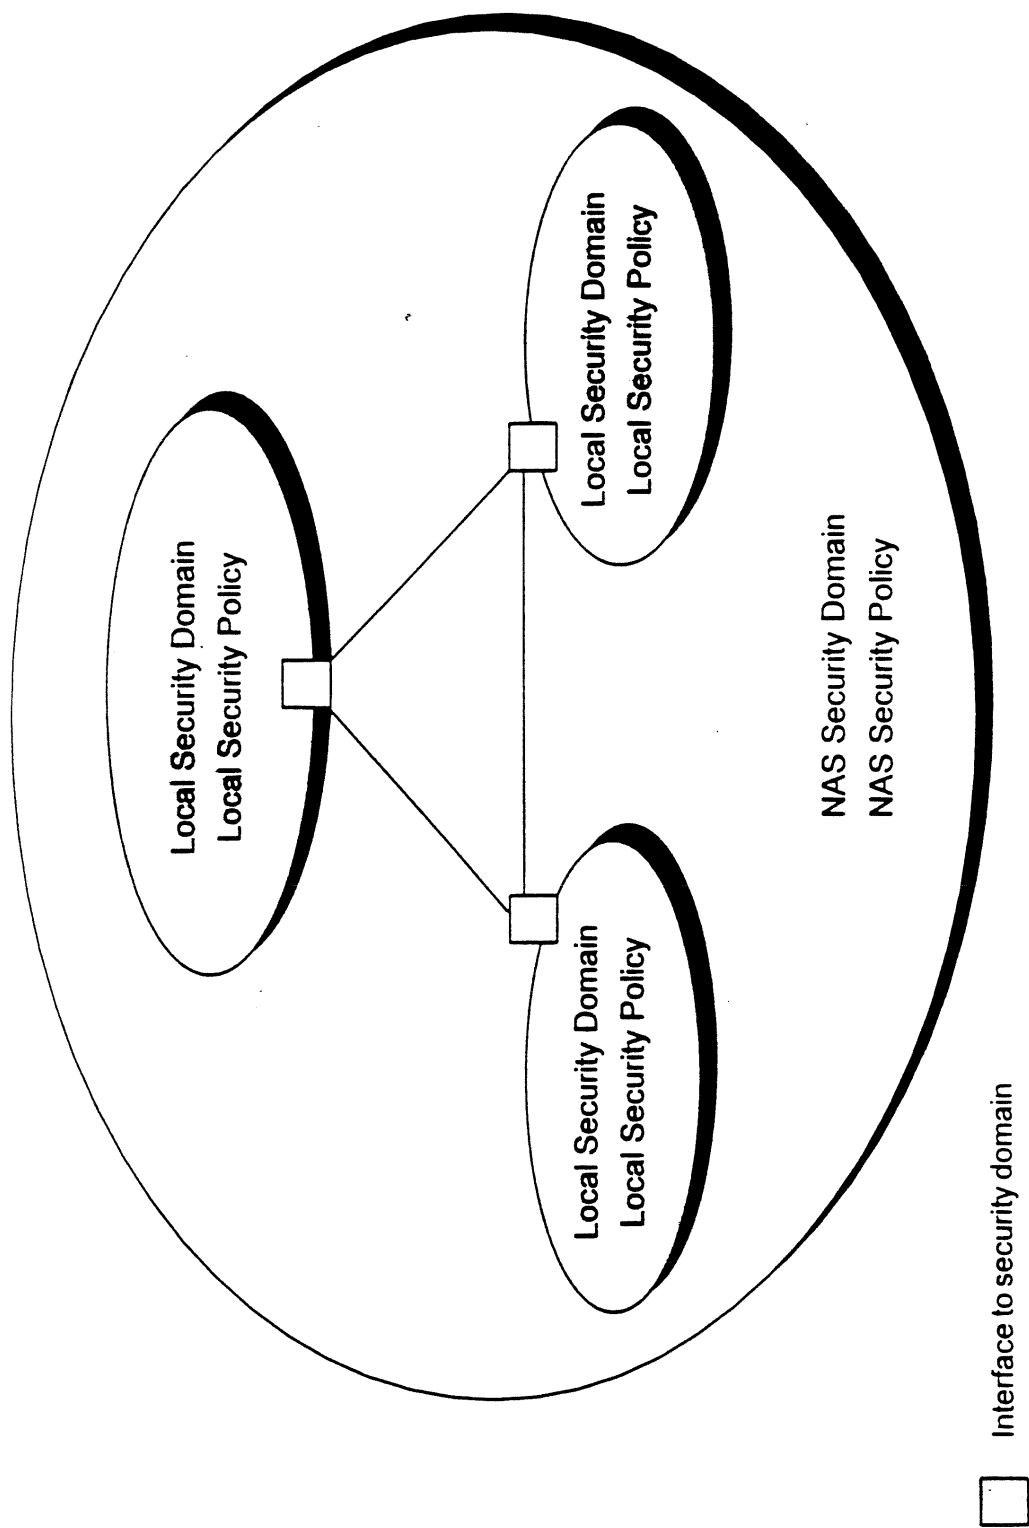 Local Security Domain
Local Security Policy
Local Security Domain
Local Security Policy
Local Security Domain
Local Security Policy
NAS Security Domain
NAS Security Policy
Interface to security domain